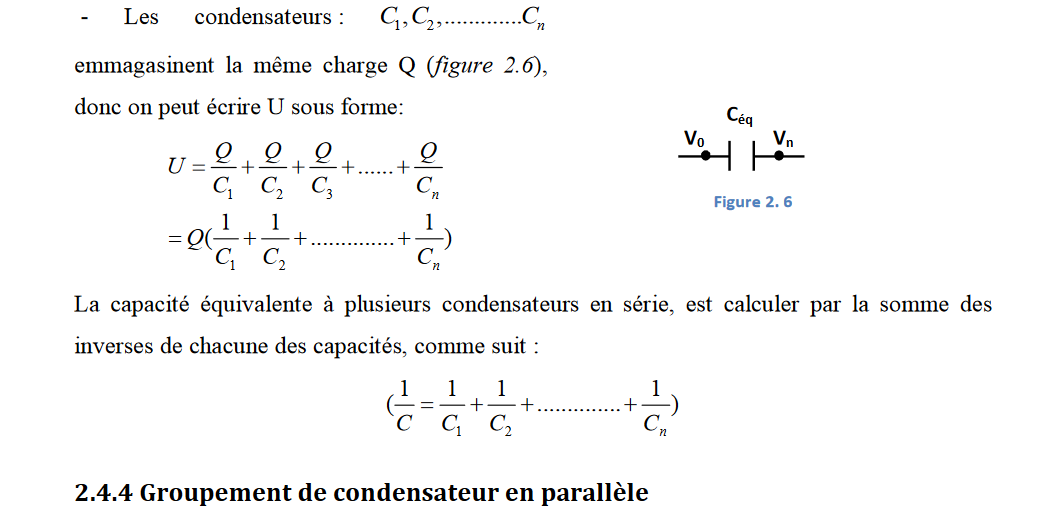 - Les condensateurs : C₁,C₂,.............Cₙ
emmagasinent la même charge Q (figure 2.6),
donc on peut écrire U sous forme:
U = Q/C₁ + Q/C₂ + Q/C₃ + ...... + Q/Cₙ
= Q(1/C₁ + 1/C₂ + .............. + 1/Cₙ)
Céq
V₀ Vₙ
Figure 2. 6
La capacité équivalente à plusieurs condensateurs en série, est calculer par la somme des
inverses de chacune des capacités, comme suit :
(1/C = 1/C₁ + 1/C₂ + .............. + 1/Cₙ)
2.4.4 Groupement de condensateur en parallèle